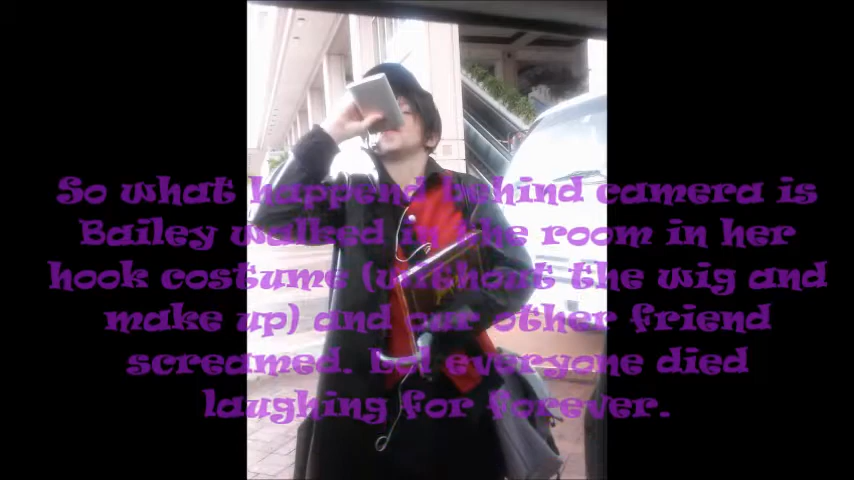 So what happend behind camera is
Bailey walked in the room in her
hook costume (without the wig and
make up) and our other friend
screamed. Lol everyone died
laughing for forever.